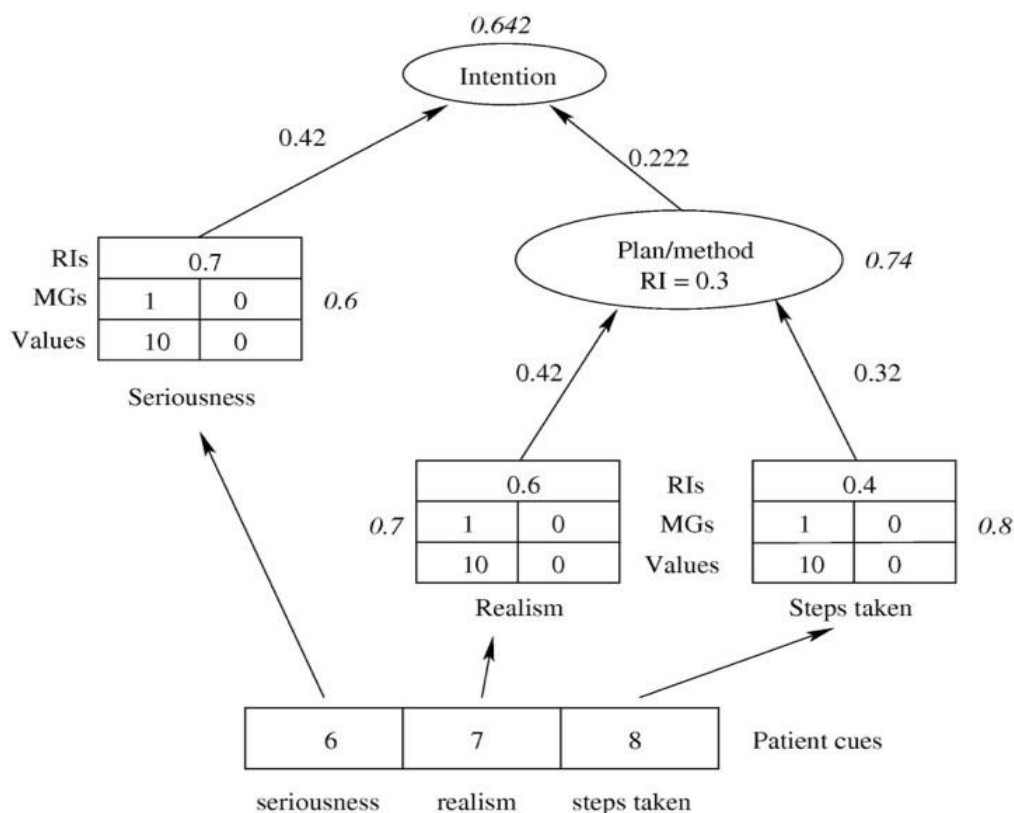 0.642
Intention
0.42
0.222
RIs 0.7
MGs 1 0 0.6
Values 10 0
Seriousness
Plan/method
RI = 0.3
0.74
0.42
0.32
0.6 RIs 0.4
0.7 1 0 MGs 1 0 0.8
10 0 Values 10 0
Realism Steps taken
6 7 8 Patient cues
seriousness realism steps taken